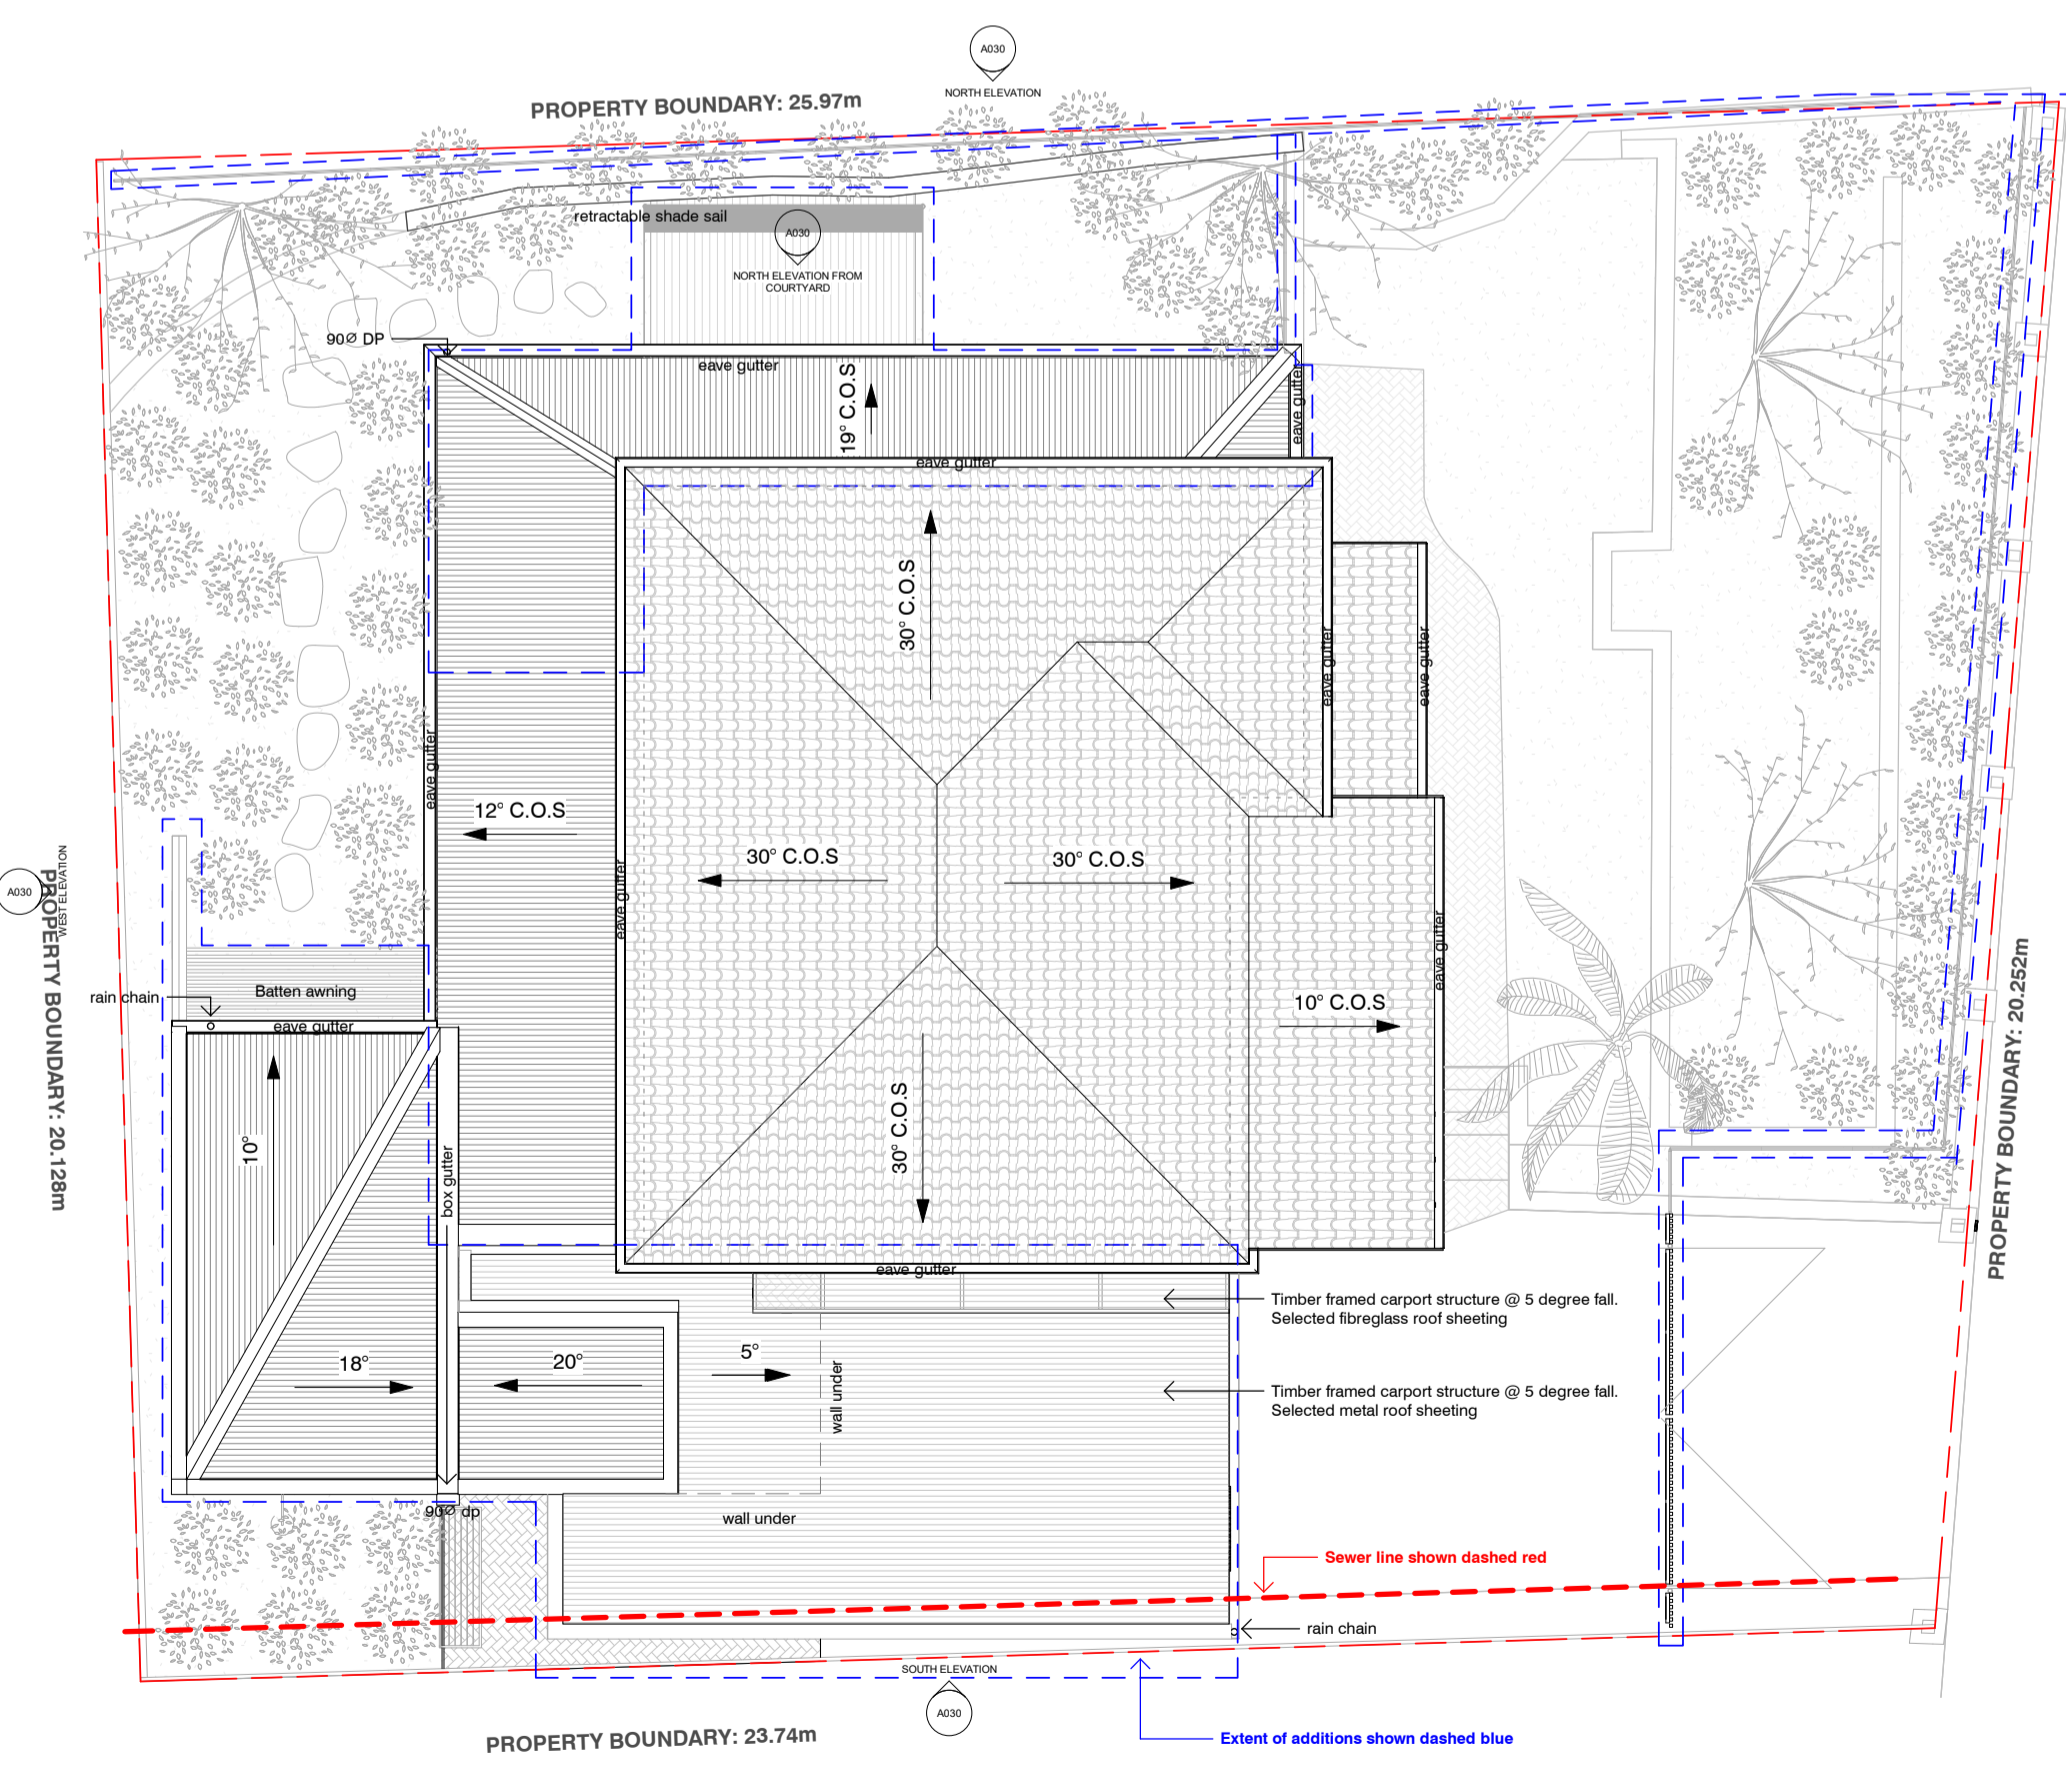 A030
NORTH ELEVATION
PROPERTY BOUNDARY: 25.97m
retractable shade sail
A030
NORTH ELEVATION FROM
COURTYARD
90Ø DP
eave gutter
19° C.O.S
eave gutter
eave gutter
30° C.O.S
eave gutter
eave gutter
eave gutter
12° C.O.S
30° C.O.S
30° C.O.S
eave gutter
eave gutter
A030
WEST ELEVATION
PROPERTY BOUNDARY: 20.128m
rain chain
Batten awning
eave gutter
10° C.O.S
PROPERTY BOUNDARY: 20.252m
10°
box gutter
30° C.O.S
eave gutter
Timber framed carport structure @ 5 degree fall.
Selected fibreglass roof sheeting
18°
20°
5°
wall under
Timber framed carport structure @ 5 degree fall.
Selected metal roof sheeting
90Ø dp
wall under
Sewer line shown dashed red
rain chain
SOUTH ELEVATION
A030
PROPERTY BOUNDARY: 23.74m
Extent of additions shown dashed blue